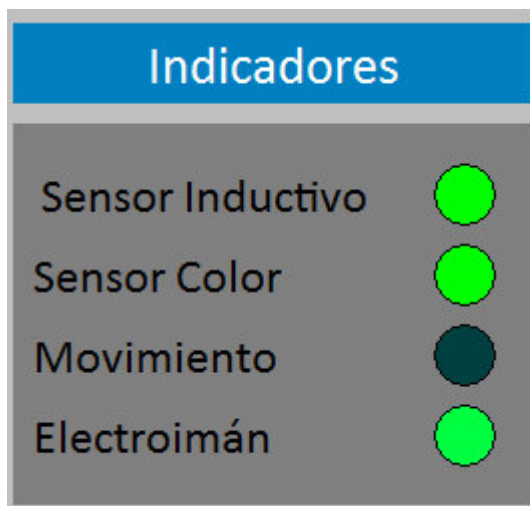 Indicadores
Sensor Inductivo
Sensor Color
Movimiento
Electroimán